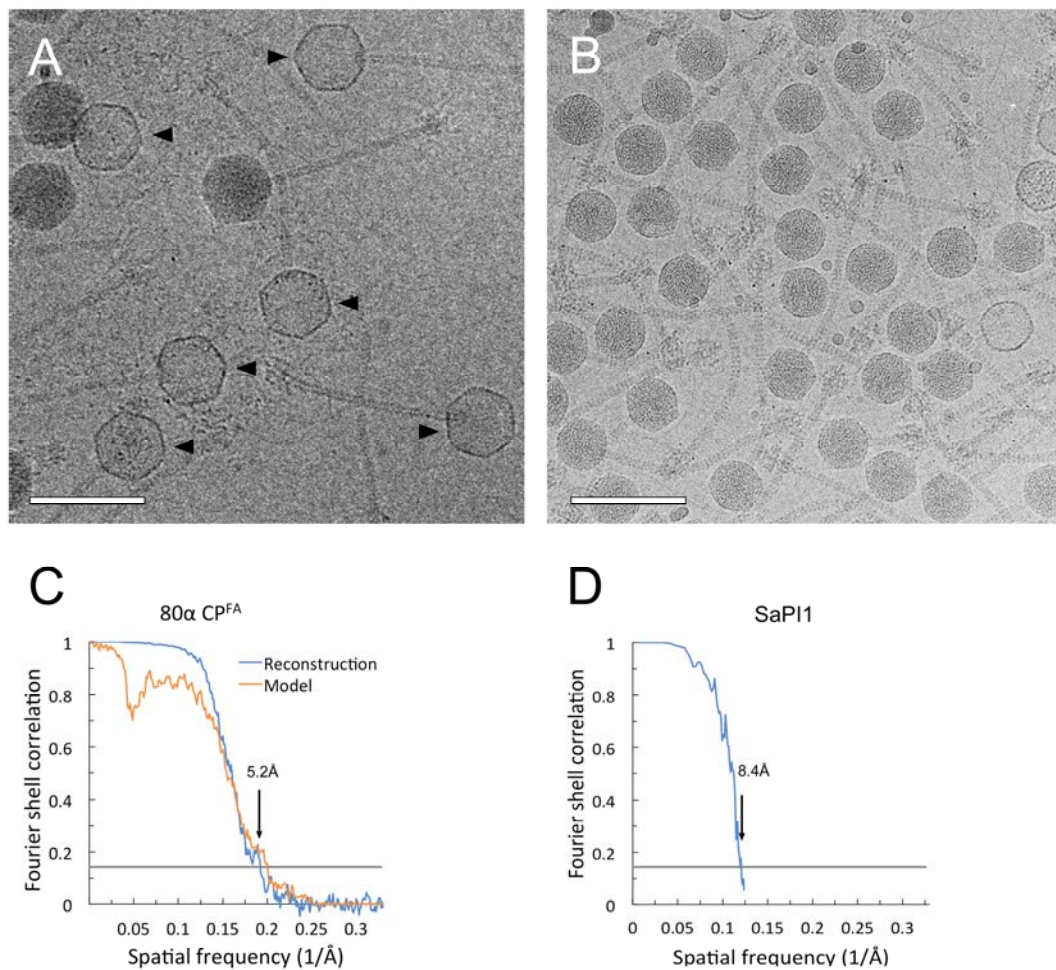 A
B
C
80α CPFA
Fourier shell correlation
1
0.8
0.6
0.4
0.2
0
Reconstruction
Model
5.2Å
0.05 0.1 0.15 0.2 0.25 0.3
Spatial frequency (1/Å)
D
SaPI1
Fourier shell correlation
1
0.8
0.6
0.4
0.2
0
8.4Å
0 0.05 0.1 0.15 0.2 0.25 0.3
Spatial frequency (1/Å)